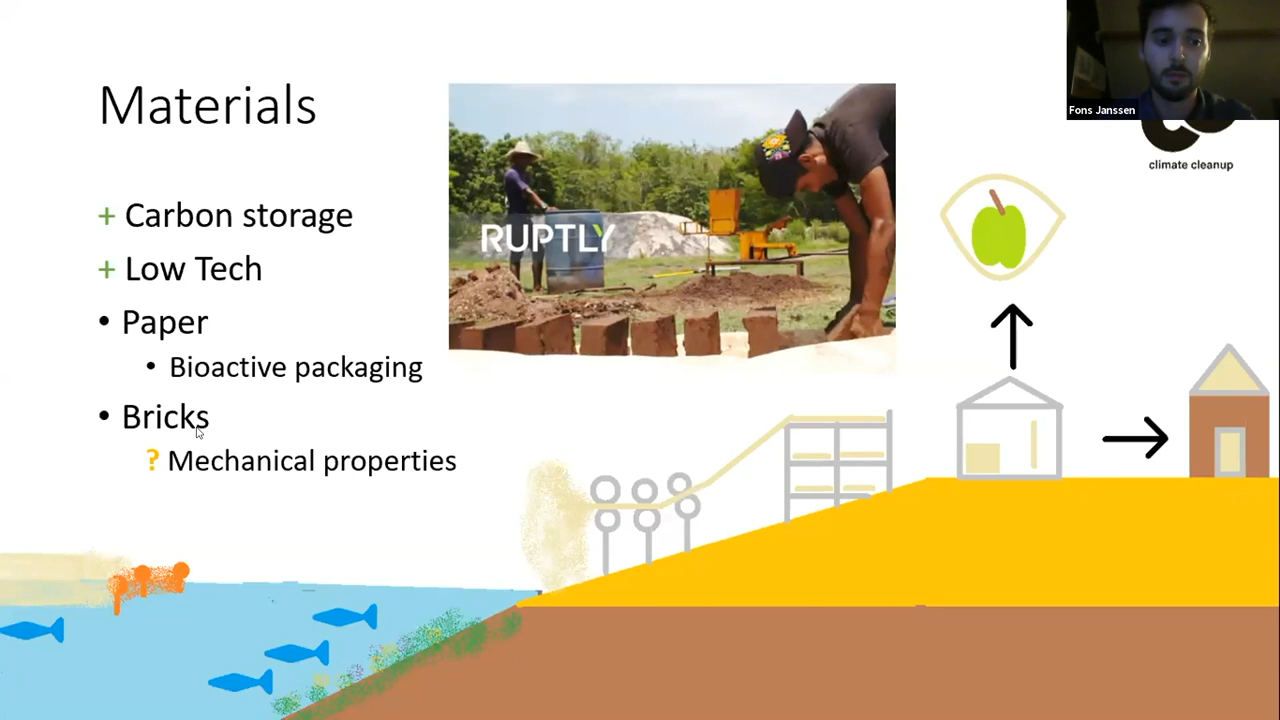 Materials
+ Carbon storage
+ Low Tech
• Paper
• Bioactive packaging
• Bricks
? Mechanical properties
RUPTLY
Fons Janssen
climate cleanup